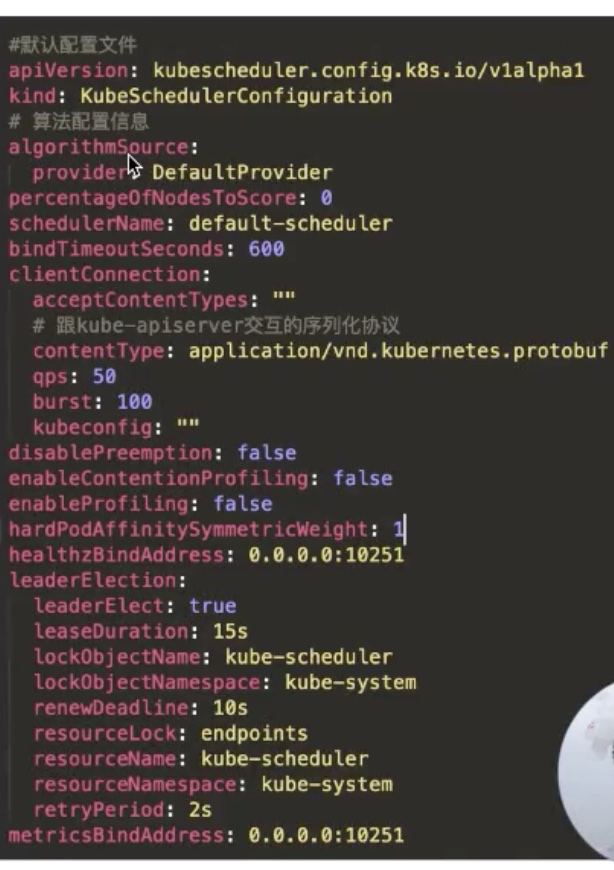 #默认配置文件
apiVersion: kubescheduler.config.k8s.io/v1alpha1
kind: KubeSchedulerConfiguration
# 算法配置信息
algorithmSource:
  provider: DefaultProvider
percentageOfNodesToScore: 0
schedulerName: default-scheduler
bindTimeoutSeconds: 600
clientConnection:
  acceptContentTypes: ""
  # 跟kube-apiserver交互的序列化协议
  contentType: application/vnd.kubernetes.protobuf
  qps: 50
  burst: 100
  kubeconfig: ""
disablePreemption: false
enableContentionProfiling: false
enableProfiling: false
hardPodAffinitySymmetricWeight: 1
healthzBindAddress: 0.0.0.0:10251
leaderElection:
  leaderElect: true
  leaseDuration: 15s
  lockObjectName: kube-scheduler
  lockObjectNamespace: kube-system
  renewDeadline: 10s
  resourceLock: endpoints
  resourceName: kube-scheduler
  resourceNamespace: kube-system
  retryPeriod: 2s
metricsBindAddress: 0.0.0.0:10251